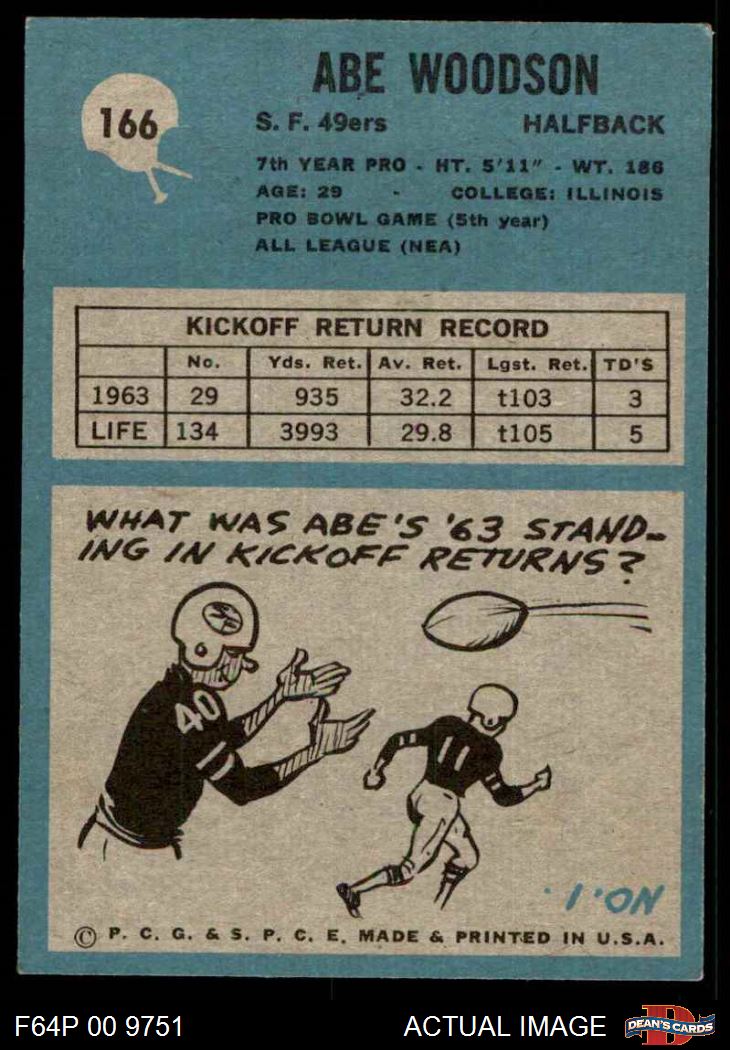 166
ABE WOODSON
S. F. 49ers HALFBACK
7th YEAR PRO - HT. 5'11" - WT. 186
AGE: 29 - COLLEGE: ILLINOIS
PRO BOWL GAME (5th year)
ALL LEAGUE (NEA)
KICKOFF RETURN RECORD
No. Yds. Ret. Av. Ret. Lgst. Ret. TD'S
1963 29 935 32.2 t103 3
LIFE 134 3993 29.8 t105 5
WHAT WAS ABE'S '63 STAND-
ING IN KICKOFF RETURNS?
SF
40
11
NO. 1.
© P. C. G. & S. P. C. E. MADE & PRINTED IN U.S.A.
F64P 00 9751 ACTUAL IMAGE D DEAN'S CARDS